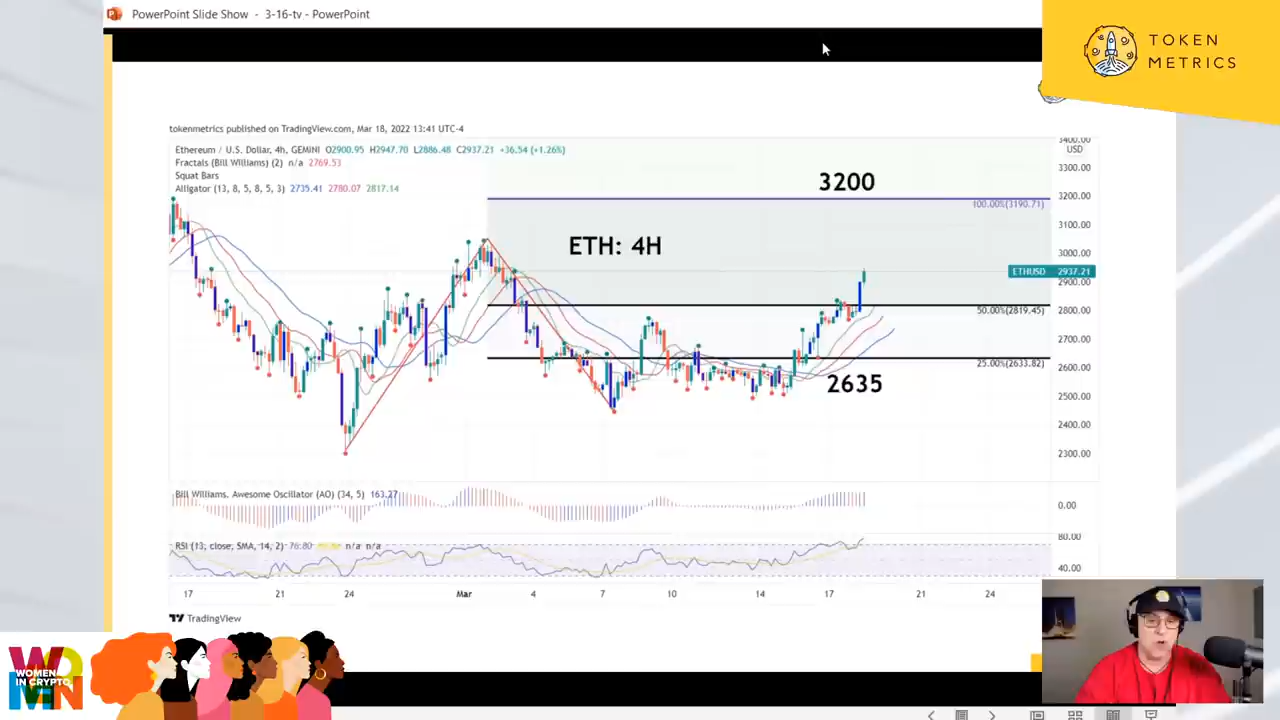 PowerPoint Slide Show - 3-16-tv - PowerPoint
TOKEN
METRICS
tokenmetrics published on TradingView.com, Mar 18, 2022 13:41 UTC-4
Ethereum / U.S. Dollar, 4h, GEMINI O2900.95 H2947.70 L2886.48 C2937.21 +36.54 (+1.26%)
Fractals (Bill Williams) (2) n/a 2769.53
Squat Bars
Alligator (13, 8, 5, 8, 5, 3) 2735.41 2780.07 2817.14
3400.00
USD
3300.00
3200.00
3100.00
3000.00
2900.00
2800.00
2700.00
2600.00
2500.00
2400.00
2300.00
3200
100.00%(3190.71)
ETH: 4H
ETHUSD 2937.21
50.00%(2819.45)
25.00%(2633.82)
2635
Bill Williams. Awesome Oscillator (AO) (34, 5) 163.27
0.00
RSI (13, close, SMA, 14, 2) 76.80 n/a n/a
80.00
40.00
17 21 24 Mar 4 7 10 14 17 21 24
TradingView
WOMEN
WOMEN
IN CRYPTO